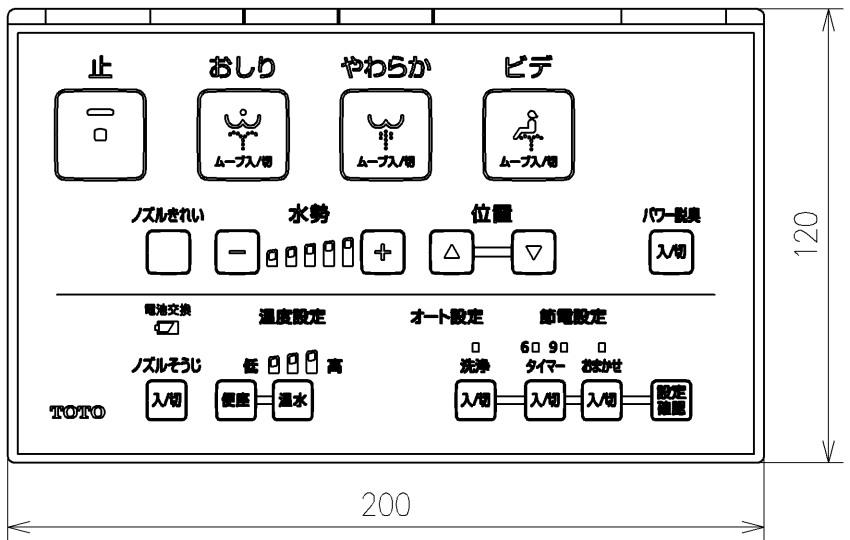 止 おしり やわらか ビデ
ムーブ入/切 ムーブ入/切 ムーブ入/切
ノズルきれい 水勢 位置 パワー脱臭
− + △ ▽ 入/切
電池交換 温度設定 オート設定 節電設定
6 9
ノズルそうじ 低 高 洗浄 タイマー おまかせ
入/切 便座 温水 入/切 入/切 入/切 設定
確認
TOTO
120
200